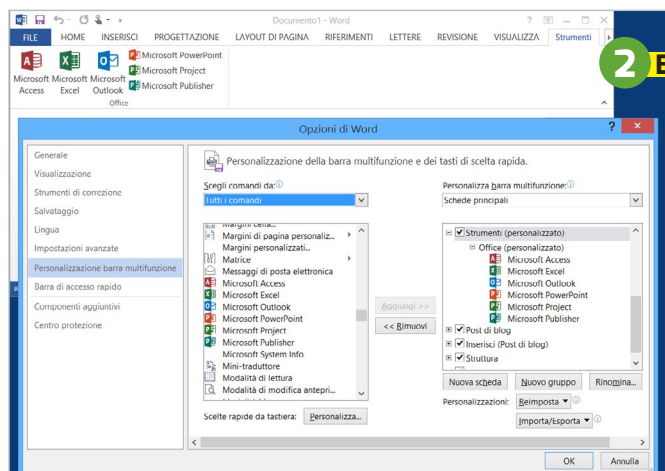 Documento1 - Word
FILE HOME INSERISCI PROGETTAZIONE LAYOUT DI PAGINA RIFERIMENTI LETTERE REVISIONE VISUALIZZA Strumenti
Microsoft Access
Microsoft Excel
Microsoft Outlook
Microsoft PowerPoint
Microsoft Project
Microsoft Publisher
Office
2 E
Opzioni di Word
Generale
Visualizzazione
Strumenti di correzione
Salvataggio
Lingua
Impostazioni avanzate
Personalizzazione barra multifunzione
Barra di accesso rapido
Componenti aggiuntivi
Centro protezione
Personalizzazione della barra multifunzione e dei tasti di scelta rapida.
Scegli comandi da:
Tutti i comandi
Margini cella...
Margini di pagina personaliz...
Margini personalizzati...
Matrice
Messaggi di posta elettronica
Microsoft Access
Microsoft Excel
Microsoft Outlook
Microsoft PowerPoint
Microsoft Project
Microsoft Publisher
Microsoft System Info
Mini-traduttore
Modalità di lettura
Modalità di modifica antepri...
Scelte rapide da tastiera: Personalizza...
Aggiungi >>
<< Rimuovi
Personalizza barra multifunzione:
Schede principali
Strumenti (personalizzato)
Office (personalizzato)
Microsoft Access
Microsoft Excel
Microsoft Outlook
Microsoft PowerPoint
Microsoft Project
Microsoft Publisher
Post di blog
Inserisci (Post di blog)
Struttura
Nuova scheda Nuovo gruppo Rinomina...
Personalizzazioni: Reimposta
Importa/Esporta
OK Annulla